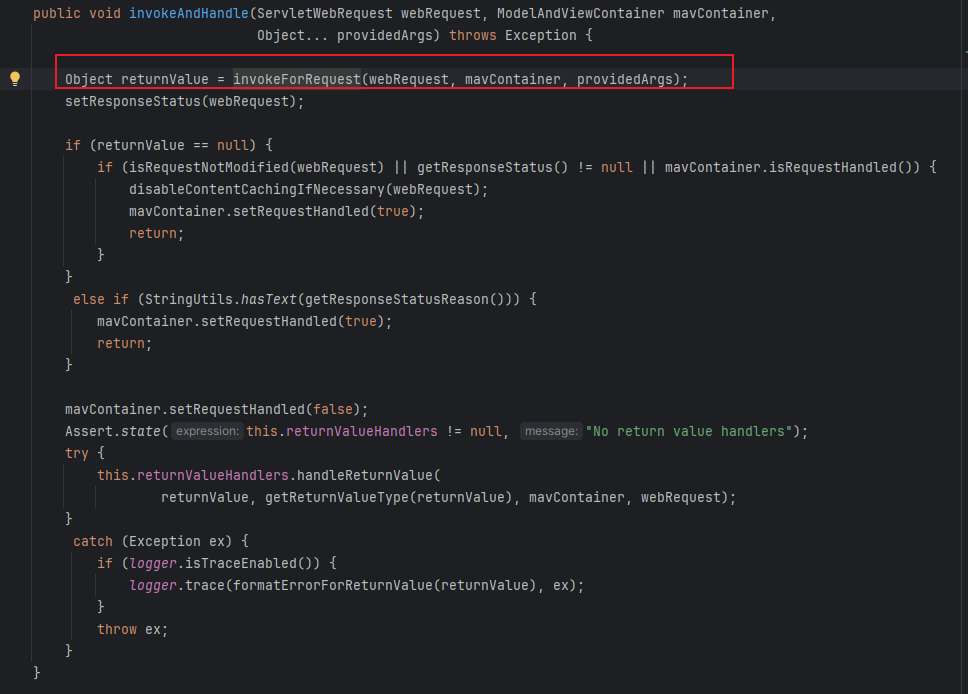 public void invokeAndHandle(ServletWebRequest webRequest, ModelAndViewContainer mavContainer,
Object... providedArgs) throws Exception {
Object returnValue = invokeForRequest(webRequest, mavContainer, providedArgs);
setResponseStatus(webRequest);
if (returnValue == null) {
if (isRequestNotModified(webRequest) || getResponseStatus() != null || mavContainer.isRequestHandled()) {
disableContentCachingIfNecessary(webRequest);
mavContainer.setRequestHandled(true);
return;
}
}
else if (StringUtils.hasText(getResponseStatusReason())) {
mavContainer.setRequestHandled(true);
return;
}
mavContainer.setRequestHandled(false);
Assert.state( expression: this.returnValueHandlers != null, message: "No return value handlers");
try {
this.returnValueHandlers.handleReturnValue(
returnValue, getReturnValueType(returnValue), mavContainer, webRequest);
}
catch (Exception ex) {
if (logger.isTraceEnabled()) {
logger.trace(formatErrorForReturnValue(returnValue), ex);
}
throw ex;
}
}